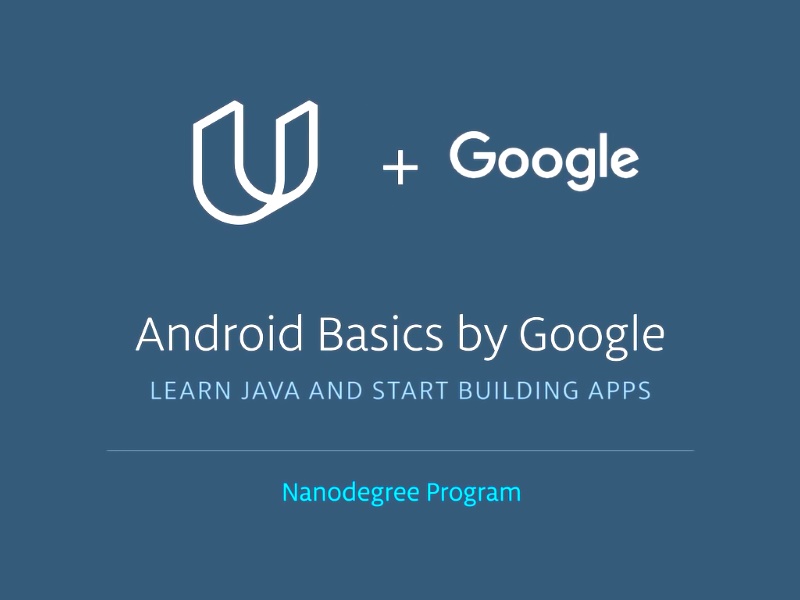 + Google
Android Basics by Google
LEARN JAVA AND START BUILDING APPS
Nanodegree Program